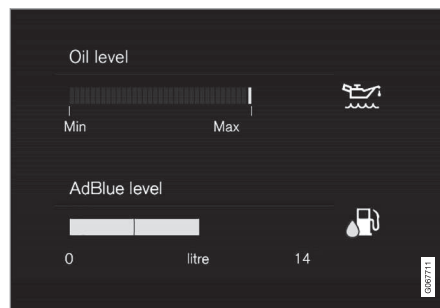 Oil level
Min Max
AdBlue level
0 litre 14
G067711